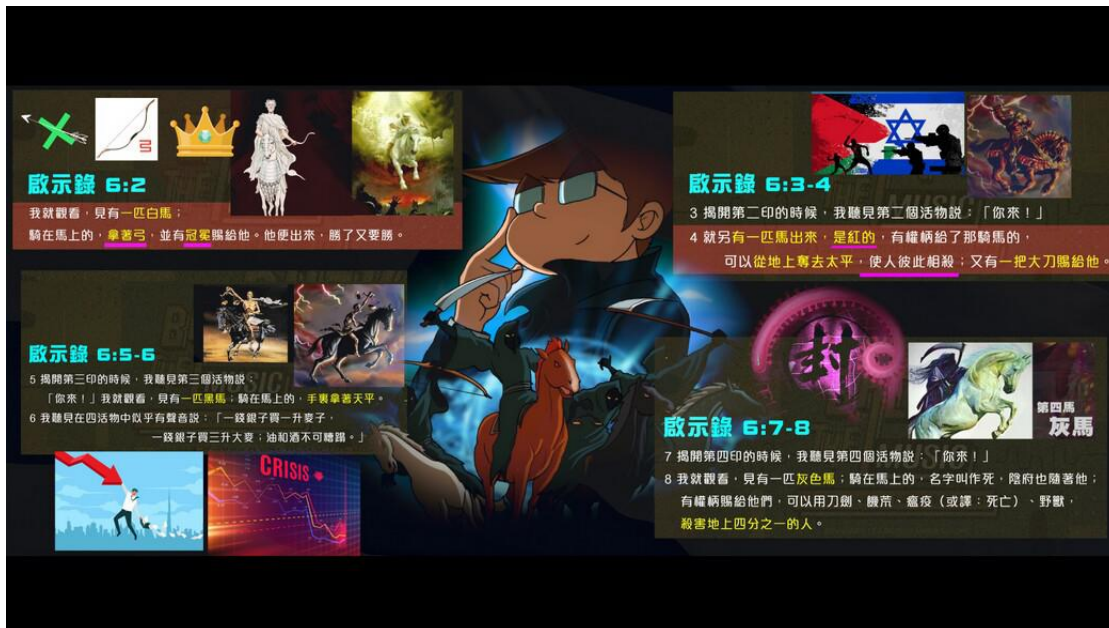 弓
啟示錄 6:2
我就觀看，見有一匹白馬；
騎在馬上的，拿著弓，並有冠冕賜給他。他便出來，勝了又要勝。
啟示錄 6:3-4
3 揭開第二印的時候，我聽見第二個活物説：「你來！」
4 就另有一匹馬出來，是紅的，有權柄給了那騎馬的，
可以從地上奪去太平，使人彼此相殺；又有一把大刀賜給他。
啟示錄 6:5-6
5 揭開第三印的時候，我聽見第三個活物説：
「你來！」我就觀看，見有一匹黑馬；騎在馬上的，手裏拿著天平。
6 我聽見在四活物中似乎有聲音説：「一錢銀子買一升麥子，
一錢銀子買三升大麥；油和酒不可糟蹋。」
CRISIS
封
第四馬
灰馬
啟示錄 6:7-8
7 揭開第四印的時候，我聽見第四個活物説：「你來！」
8 我就觀看，見有一匹灰色馬；騎在馬上的，名字叫作死，陰府也隨著他；
有權柄賜給他們，可以用刀劍、饑荒、瘟疫（或譯：死亡）、野獸，
殺害地上四分之一的人。
MUSIC